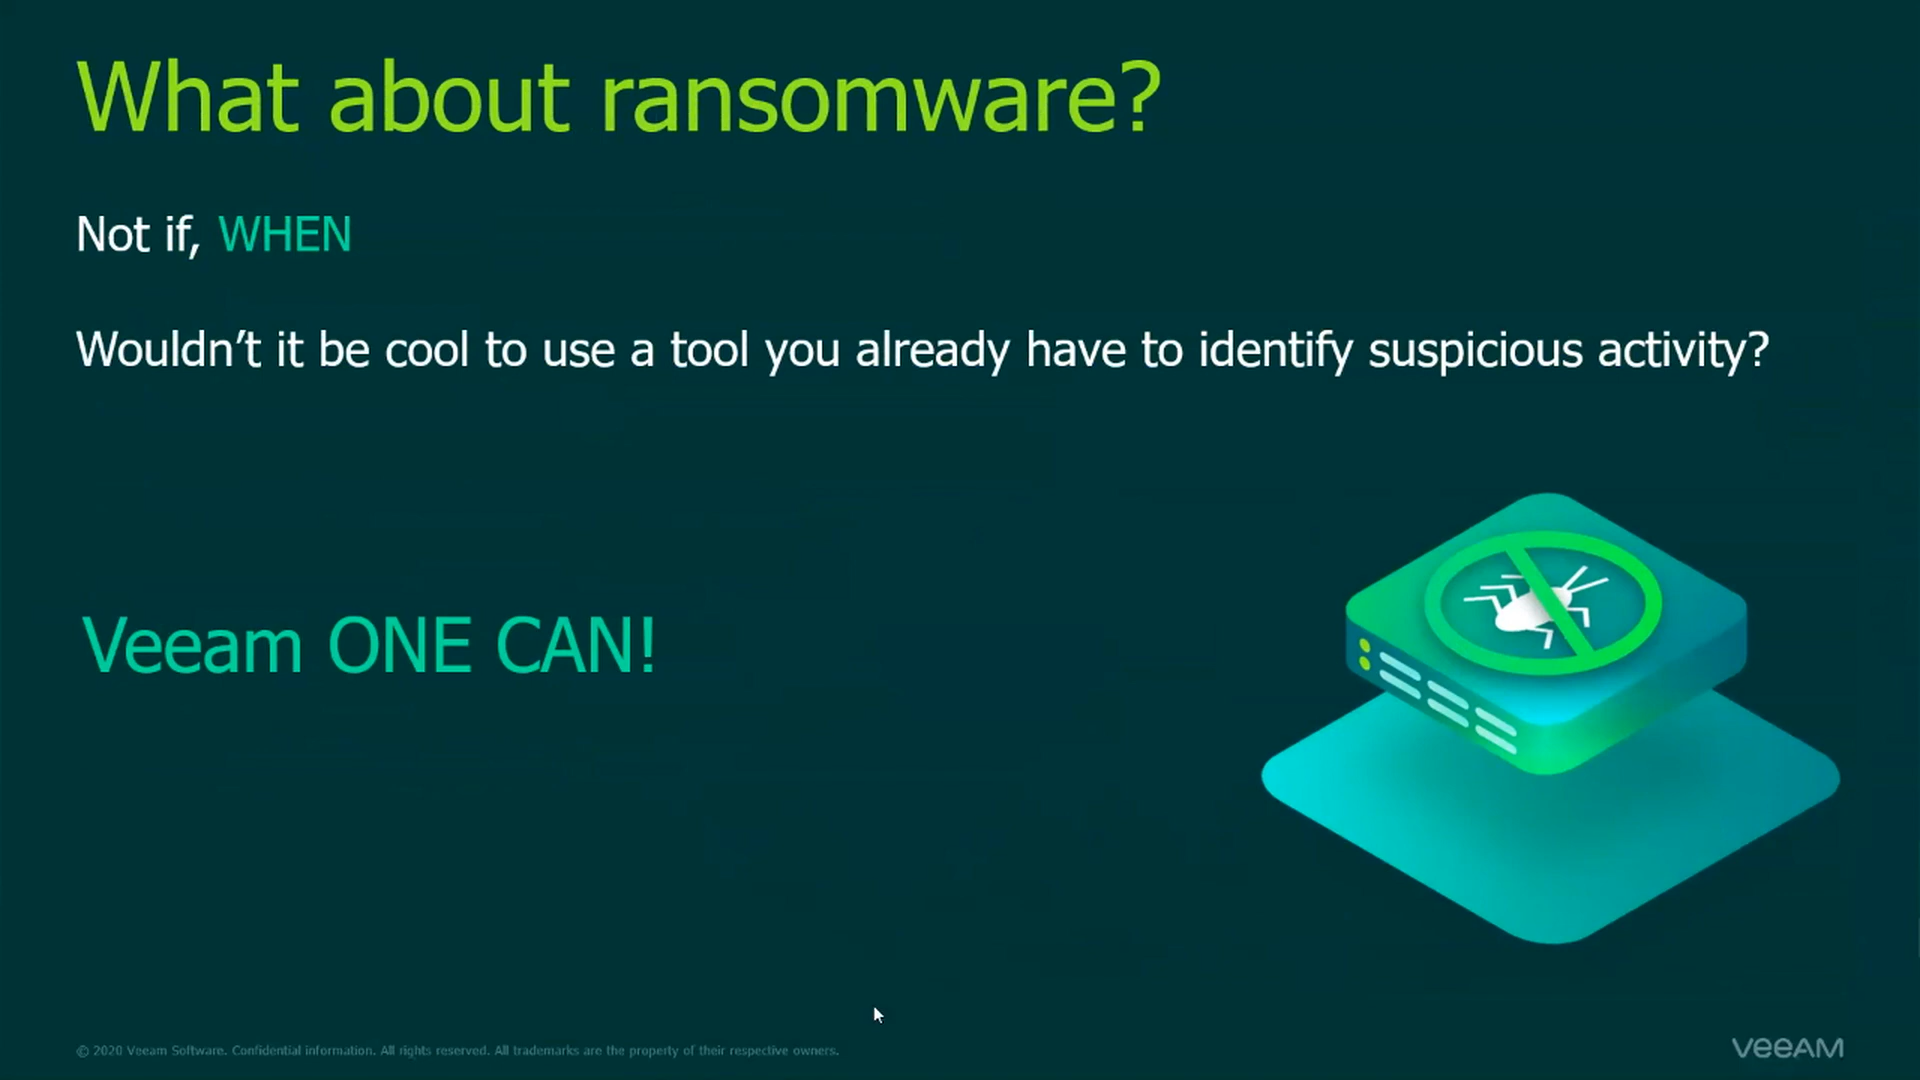 What about ransomware?
Not if, WHEN
Wouldn’t it be cool to use a tool you already have to identify suspicious activity?
Veeam ONE CAN!
© 2020 Veeam Software. Confidential information. All rights reserved. All trademarks are the property of their respective owners.
VeeAM